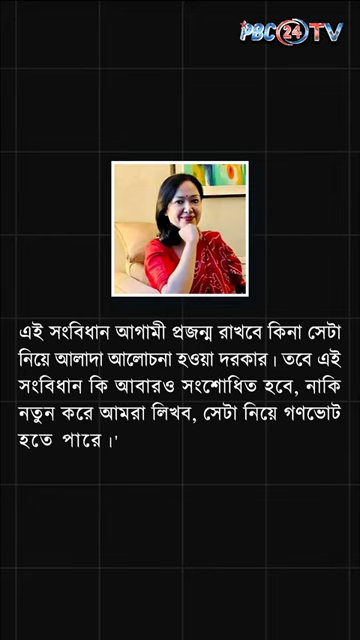 PBC 24 TV
এই সংবিধান আগামী প্রজন্ম রাখবে কিনা সেটা
নিয়ে আলাদা আলোচনা হওয়া দরকার। তবে এই
সংবিধান কি আবারও সংশোধিত হবে, নাকি
নতুন করে আমরা লিখব, সেটা নিয়ে গণভোট
হতে পারে।'